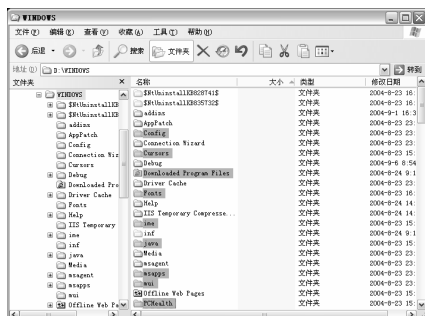 WINDOWS
文件(F) 编辑(E) 查看(V) 收藏(A) 工具(T) 帮助(H)
后退 搜索 文件夹
地址(D) D:\WINDOWS 转到
文件夹 × 名称 大小 类型 修改日期
WINDOWS
$NtUninstallKB
$NtUninstallKB
addins
AppPatch
Config
Connection Wiz
Cursors
Debug
Downloaded Pro
Driver Cache
Fonts
Help
IIS Temporary
ime
inf
java
Media
msagent
msapps
mui
Offline Web Pa
$NtUninstallKB828741$ 文件夹 2004-8-23 16:
$NtUninstallKB835732$ 文件夹 2004-8-23 16:
addins 文件夹 2004-9-1 16:3
AppPatch 文件夹 2004-8-23 23:
Config 文件夹 2004-8-23 23:
Connection Wizard 文件夹 2004-8-23 23:
Cursors 文件夹 2004-8-23 15:
Debug 文件夹 2004-9-6 8:54
Downloaded Program Files 文件夹 2004-8-24 9:1
Driver Cache 文件夹 2004-8-23 23:
Fonts 文件夹 2004-8-23 16:
Help 文件夹 2004-8-24 14:
IIS Temporary Compresse... 文件夹 2004-8-24 14:
ime 文件夹 2004-8-23 15:
inf 文件夹 2004-8-24 9:1
java 文件夹 2004-8-23 15:
Media 文件夹 2004-8-23 23:
msagent 文件夹 2004-8-23 23:
msapps 文件夹 2004-8-23 23:
mui 文件夹 2004-8-23 23:
Offline Web Pages 文件夹 2004-8-23 15:
PCHealth 文件夹 2004-8-23 15: